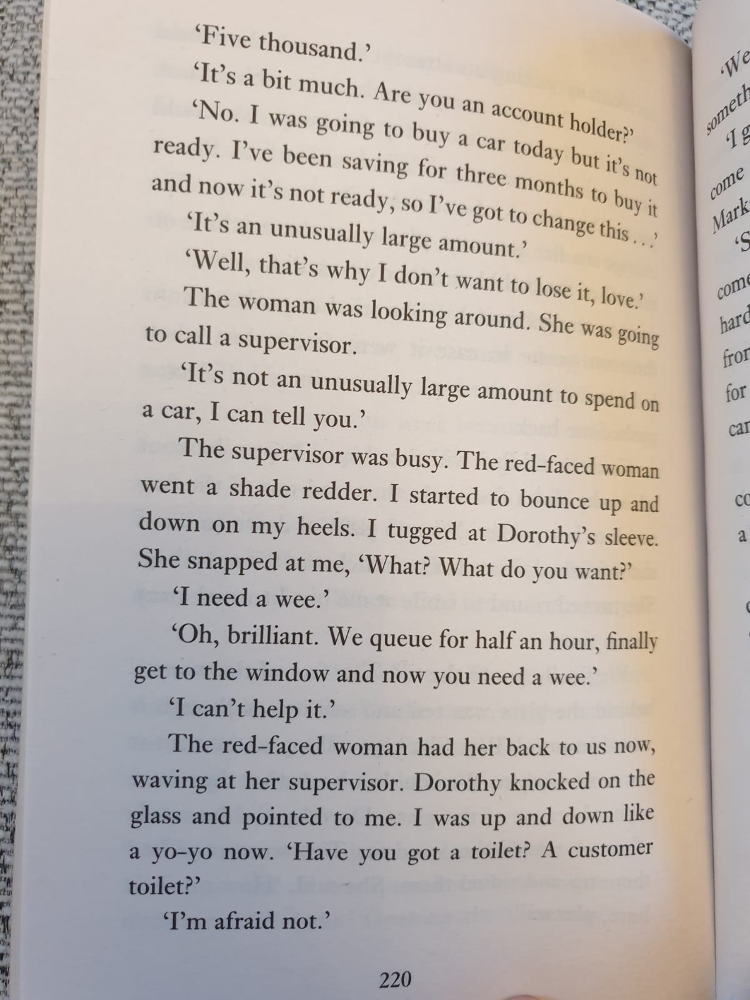 ‘Five thousand.’
‘It’s a bit much. Are you an account holder?’
‘No. I was going to buy a car today but it’s not
ready. I’ve been saving for three months to buy it
and now it’s not ready, so I’ve got to change this . . .’
‘It’s an unusually large amount.’
‘Well, that’s why I don’t want to lose it, love.’
The woman was looking around. She was going
to call a supervisor.
‘It’s not an unusually large amount to spend on
a car, I can tell you.’
The supervisor was busy. The red-faced woman
went a shade redder. I started to bounce up and
down on my heels. I tugged at Dorothy’s sleeve.
She snapped at me, ‘What? What do you want?’
‘I need a wee.’
‘Oh, brilliant. We queue for half an hour, finally
get to the window and now you need a wee.’
‘I can’t help it.’
The red-faced woman had her back to us now,
waving at her supervisor. Dorothy knocked on the
glass and pointed to me. I was up and down like
a yo-yo now. ‘Have you got a toilet? A customer
toilet?’
‘I’m afraid not.’
220
‘We
someth
‘I g
come
Mark
‘S
come
hard
for
a